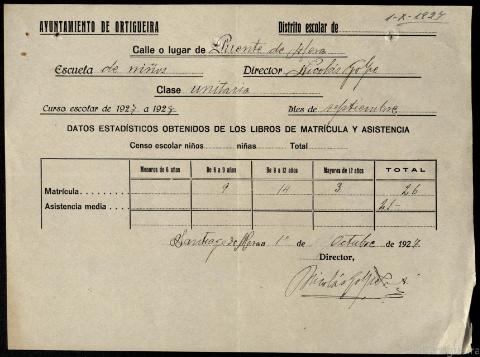 1-X-1927
AYUNTAMIENTO DE ORTIGUEIRA Distrito escolar de
Calle o lugar de Puente de Mera
Escuela de niños Director Nicolás
Clase unitaria
Curso escolar de 1927 a 1928 Mes de septiembre
DATOS ESTADÍSTICOS OBTENIDOS DE LOS LIBROS DE MATRÍCULA Y ASISTENCIA
Censo escolar niños niñas Total
Menores de 6 años De 6 a 9 años De 9 a 12 años Mayores de 12 años TOTAL
Matrícula 9 14 3 26
Asistencia media 21
Santiago de Mera 1º de Octubre de 1927
Director,
Nicolás